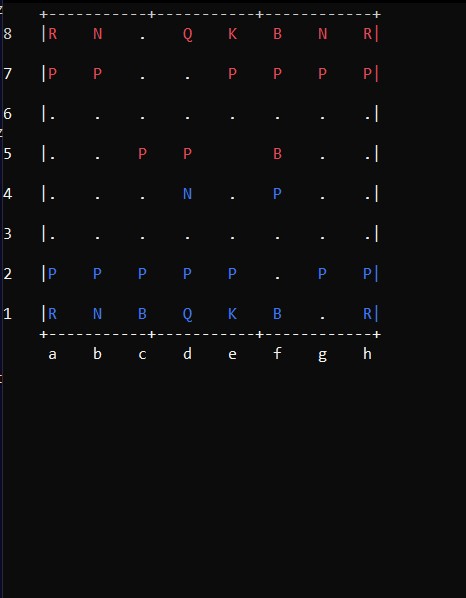 +-----------+-----------+------------+
8 |R N . Q K B N R|
7 |P P . . P P P P|
6 |. . . . . . . .|
5 |. . P P B . .|
4 |. . . N . P . .|
3 |. . . . . . . .|
2 |P P P P P . P P|
1 |R N B Q K B . R|
+-----------+-----------+------------+
a b c d e f g h